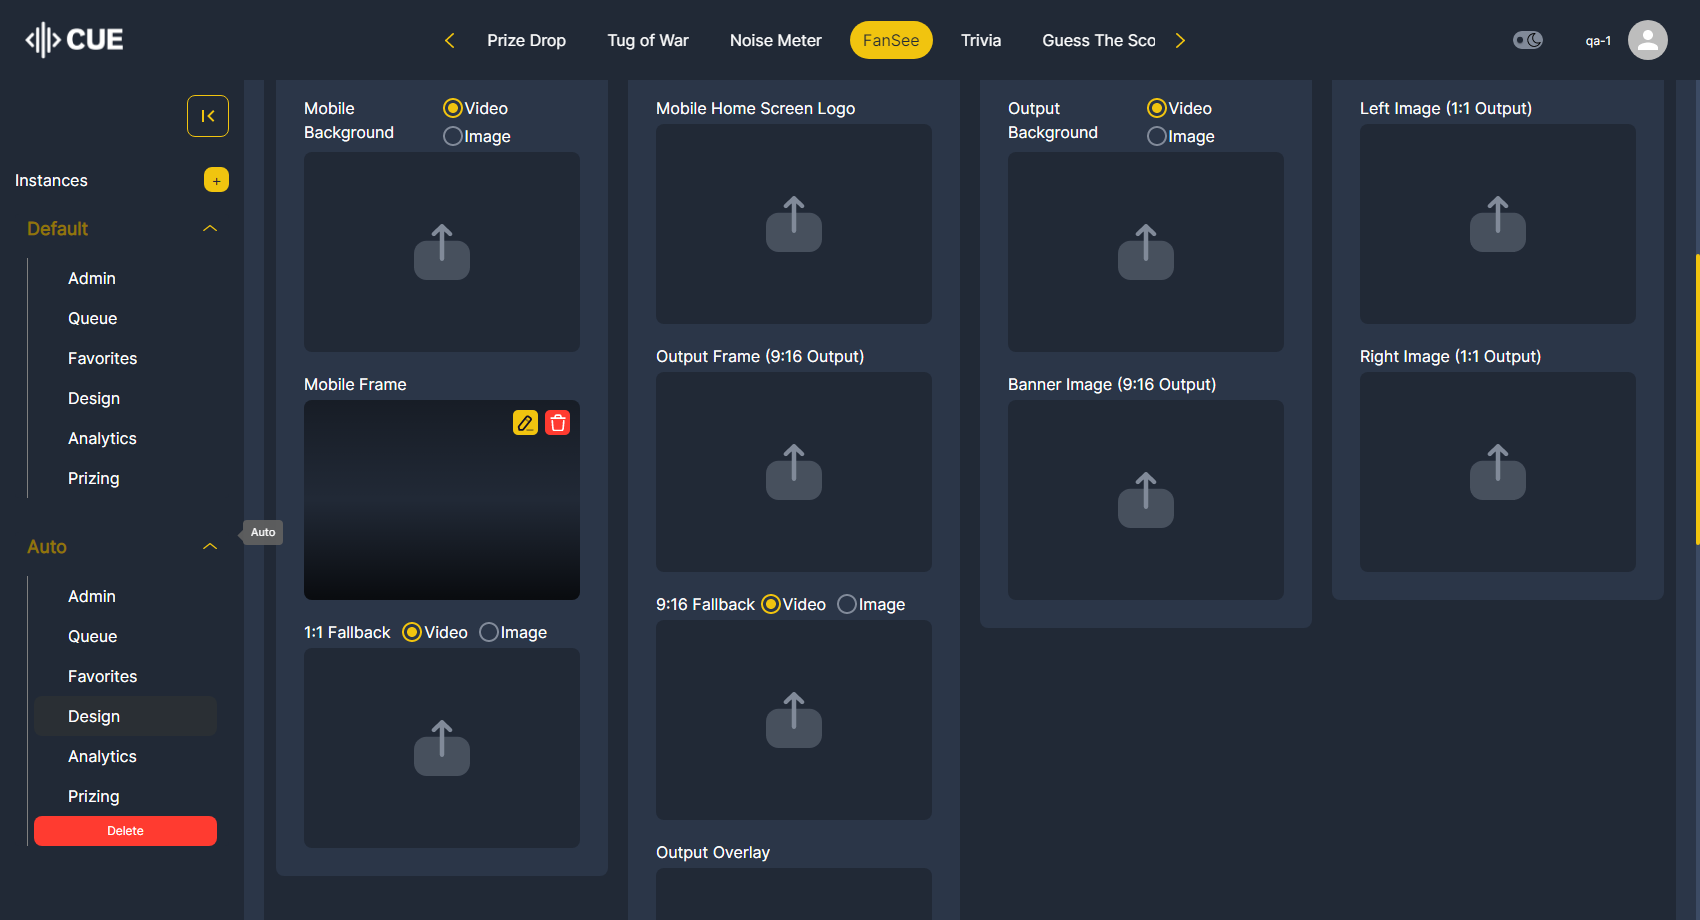 CUE
Prize Drop
Tug of War
Noise Meter
FanSee
Trivia
Guess The Sco
qa-1
Instances
+
Default
Admin
Queue
Favorites
Design
Analytics
Prizing
Auto
Auto
Admin
Queue
Favorites
Design
Analytics
Prizing
Delete
Mobile
Background
Video
Image
Mobile Frame
1:1 Fallback
Video
Image
Mobile Home Screen Logo
Output Frame (9:16 Output)
9:16 Fallback
Video
Image
Output Overlay
Output
Background
Video
Image
Banner Image (9:16 Output)
Left Image (1:1 Output)
Right Image (1:1 Output)